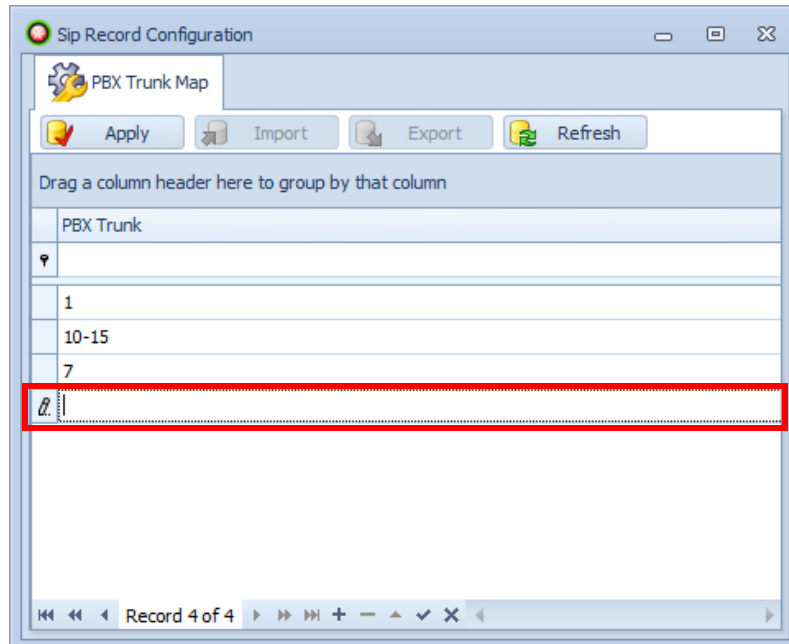 Sip Record Configuration
PBX Trunk Map
Apply Import Export Refresh
Drag a column header here to group by that column
PBX Trunk
1
10-15
7
Record 4 of 4